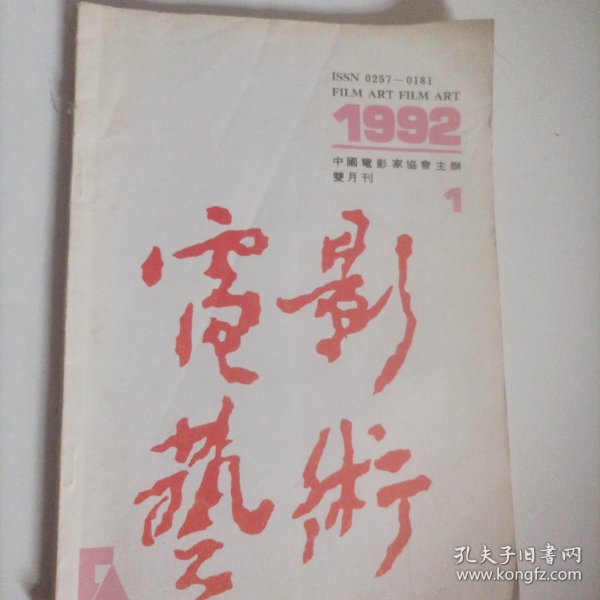 ISSN 0257—0181
FILM ART FILM ART
1992
中國電影家協會主辦
雙月刊
1
電影
藝術
孔夫子旧书网
www.kongfz.com